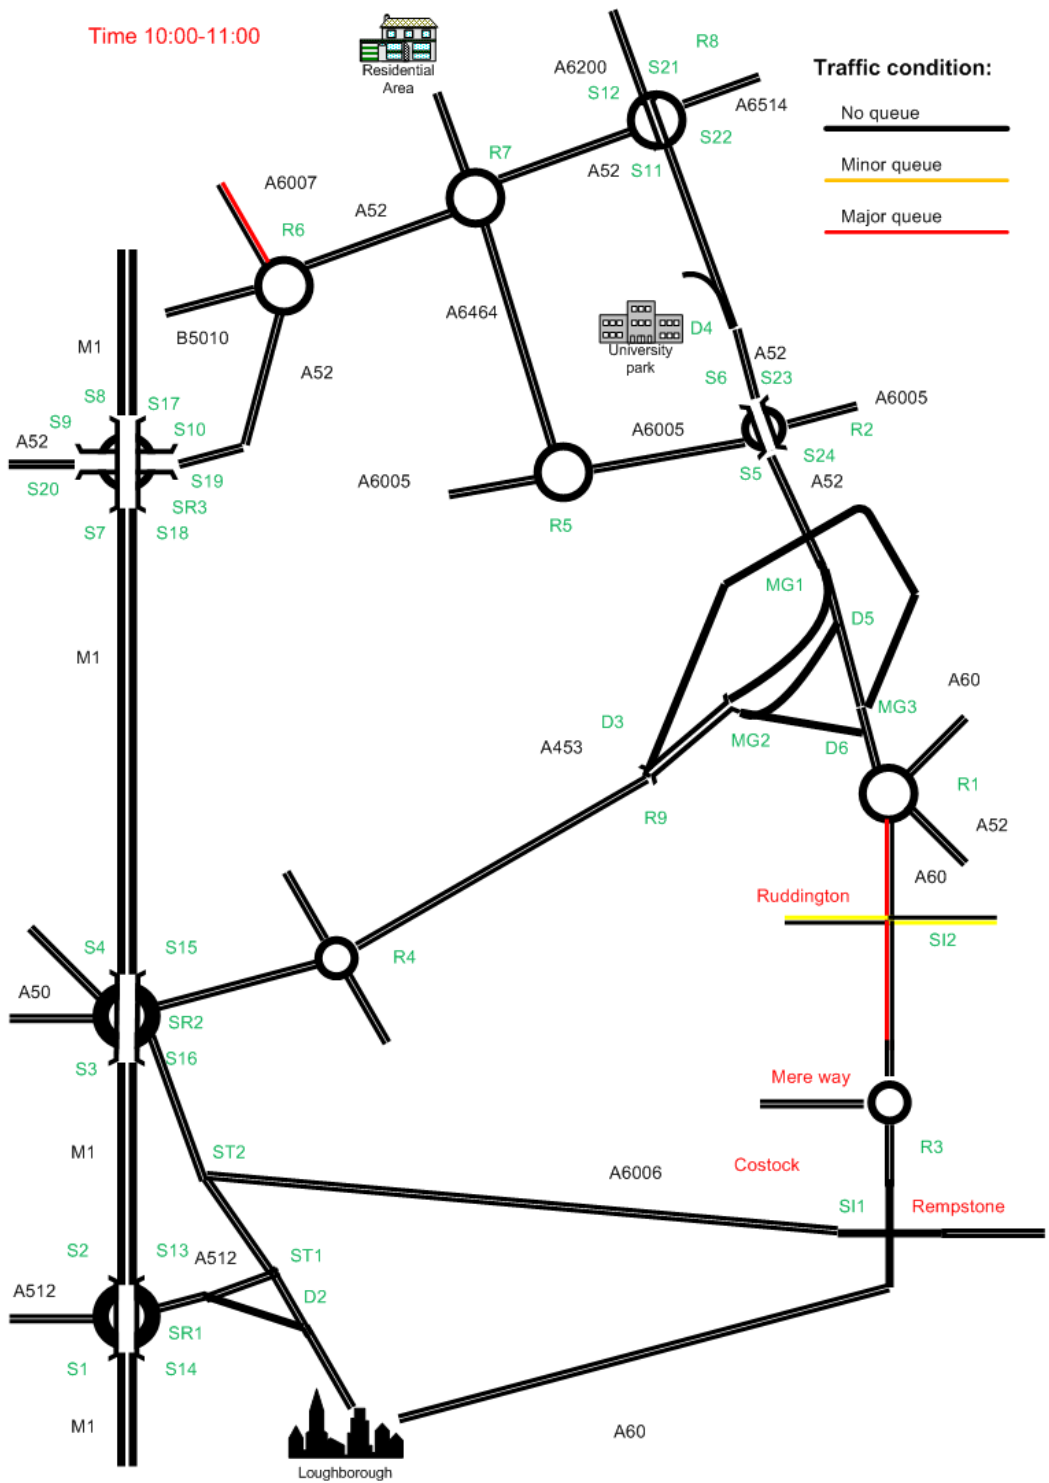 Time 10:00-11:00
Residential
Area
R8
A6200
S21
S12
A6514
S22
Traffic condition:
No queue
Minor queue
Major queue
R7
A52
S11
A6007
A52
R6
A6464
B5010
A52
M1
University
park
D4
A52
S6
S23
S8
S17
S9
S10
A52
S20
S19
SR3
S7
S18
A6005
A6005
R2
S24
S5
A52
A6005
R5
MG1
D5
M1
A60
MG3
D3
MG2
D6
A453
R1
R9
A52
A60
Ruddington
SI2
S4
S15
R4
A50
SR2
S16
S3
Mere way
R3
M1
ST2
A6006
Costock
SI1
Rempstone
S2
S13
A512
ST1
A512
D2
SR1
S1
S14
M1
A60
Loughborough